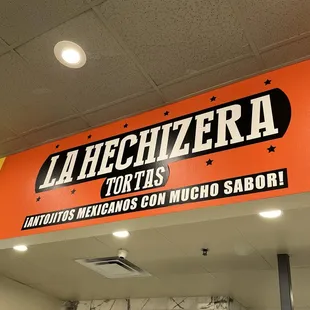 LA HECHIZERA
TORTAS
¡ANTOJITOS MEXICANOS CON MUCHO SABOR!